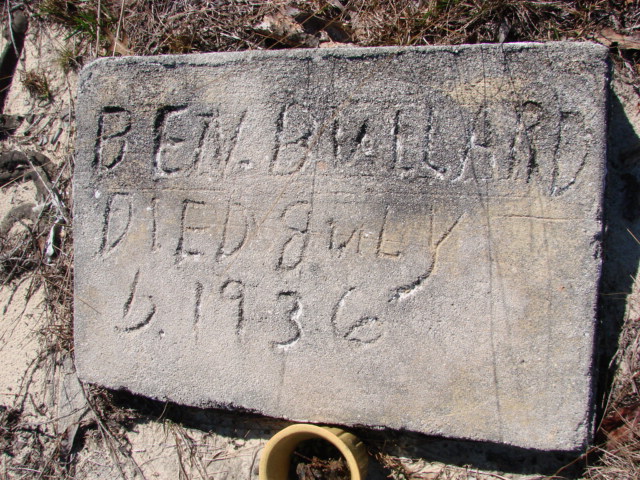 BEN. BULLARD
DIED July
6. 1936